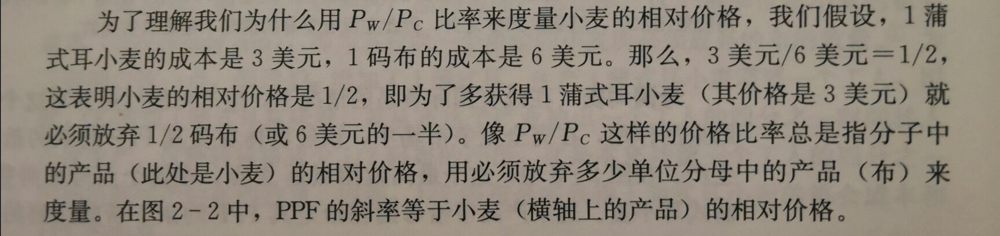 为了理解我们为什么用 PW/PC 比率来度量小麦的相对价格，我们假设，1 蒲
式耳小麦的成本是 3 美元，1 码布的成本是 6 美元。那么，3 美元/6 美元＝1/2，
这表明小麦的相对价格是 1/2，即为了多获得 1 蒲式耳小麦（其价格是 3 美元）就
必须放弃 1/2 码布（或 6 美元的一半）。像 PW/PC 这样的价格比率总是指分子中
的产品（此处是小麦）的相对价格，用必须放弃多少单位分母中的产品（布）来
度量。在图 2-2 中，PPF 的斜率等于小麦（横轴上的产品）的相对价格。